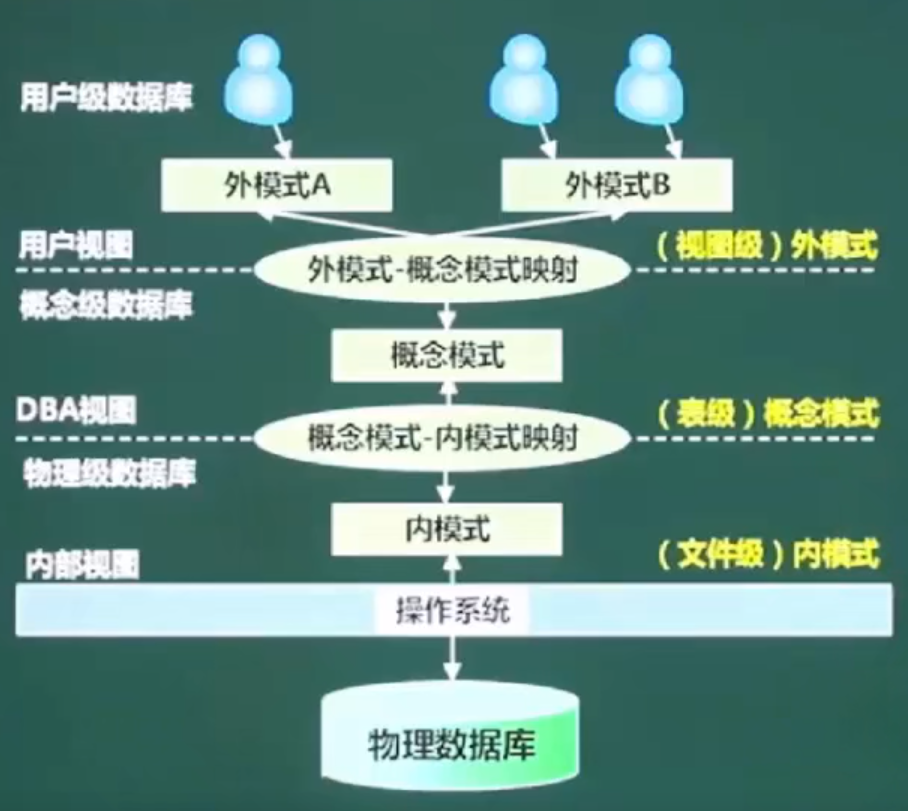 用户级数据库
外模式A
外模式B
用户视图
外模式-概念模式映射
（视图级）外模式
概念级数据库
概念模式
DBA视图
概念模式-内模式映射
（表级）概念模式
物理级数据库
内模式
内部视图
（文件级）内模式
操作系统
物理数据库